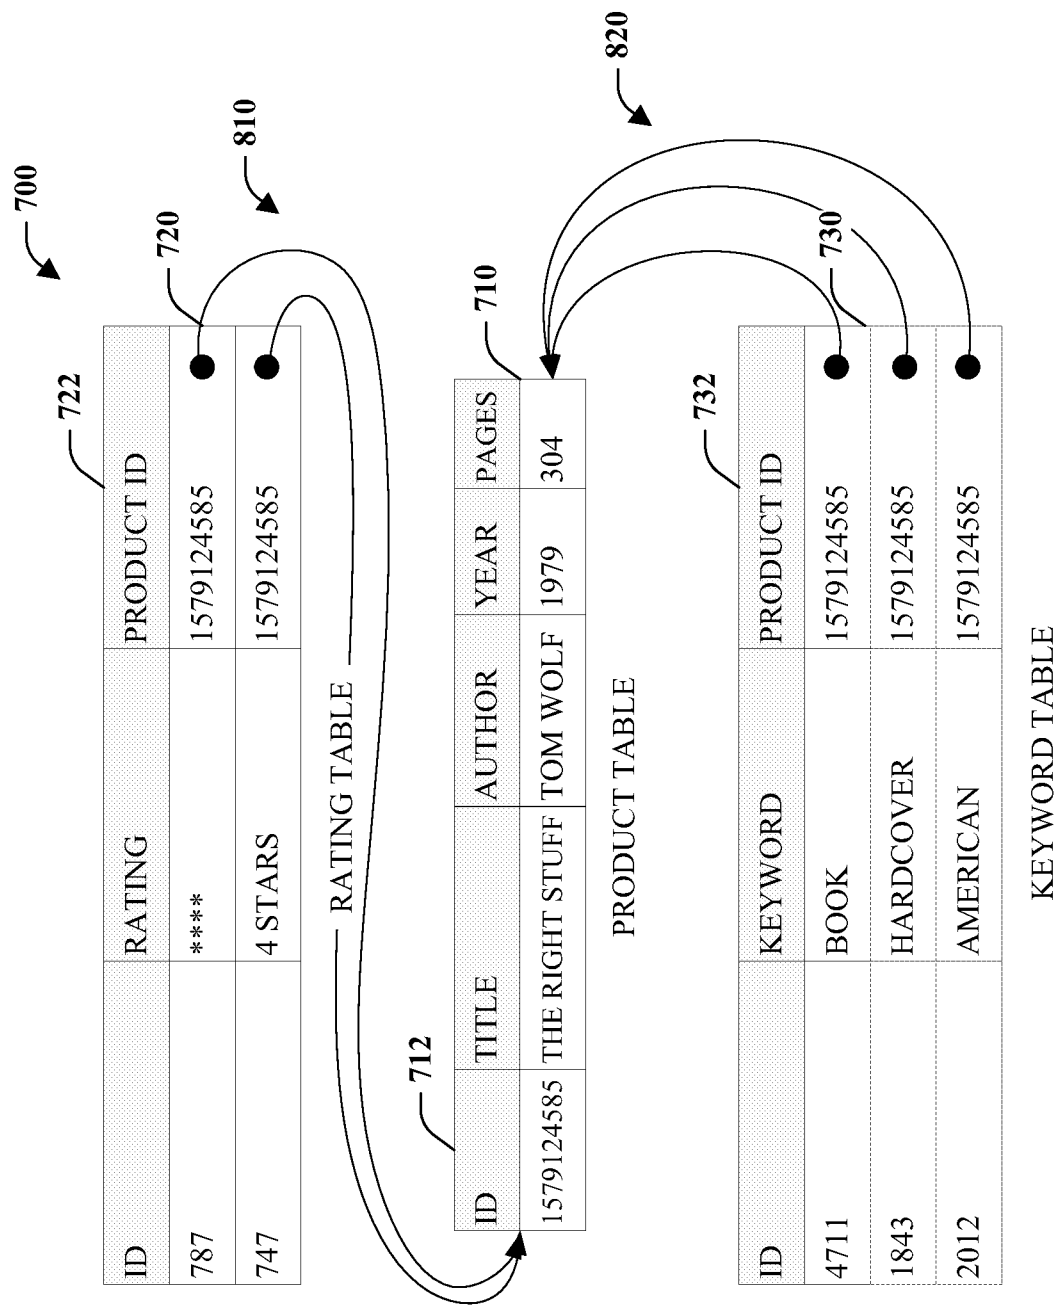 700
722
720
810
ID RATING PRODUCT ID
787 **** 1579124585
747 4 STARS 1579124585
RATING TABLE
712
710
ID TITLE AUTHOR YEAR PAGES
1579124585 THE RIGHT STUFF TOM WOLF 1979 304
PRODUCT TABLE
820
732
730
ID KEYWORD PRODUCT ID
4711 BOOK 1579124585
1843 HARDCOVER 1579124585
2012 AMERICAN 1579124585
KEYWORD TABLE